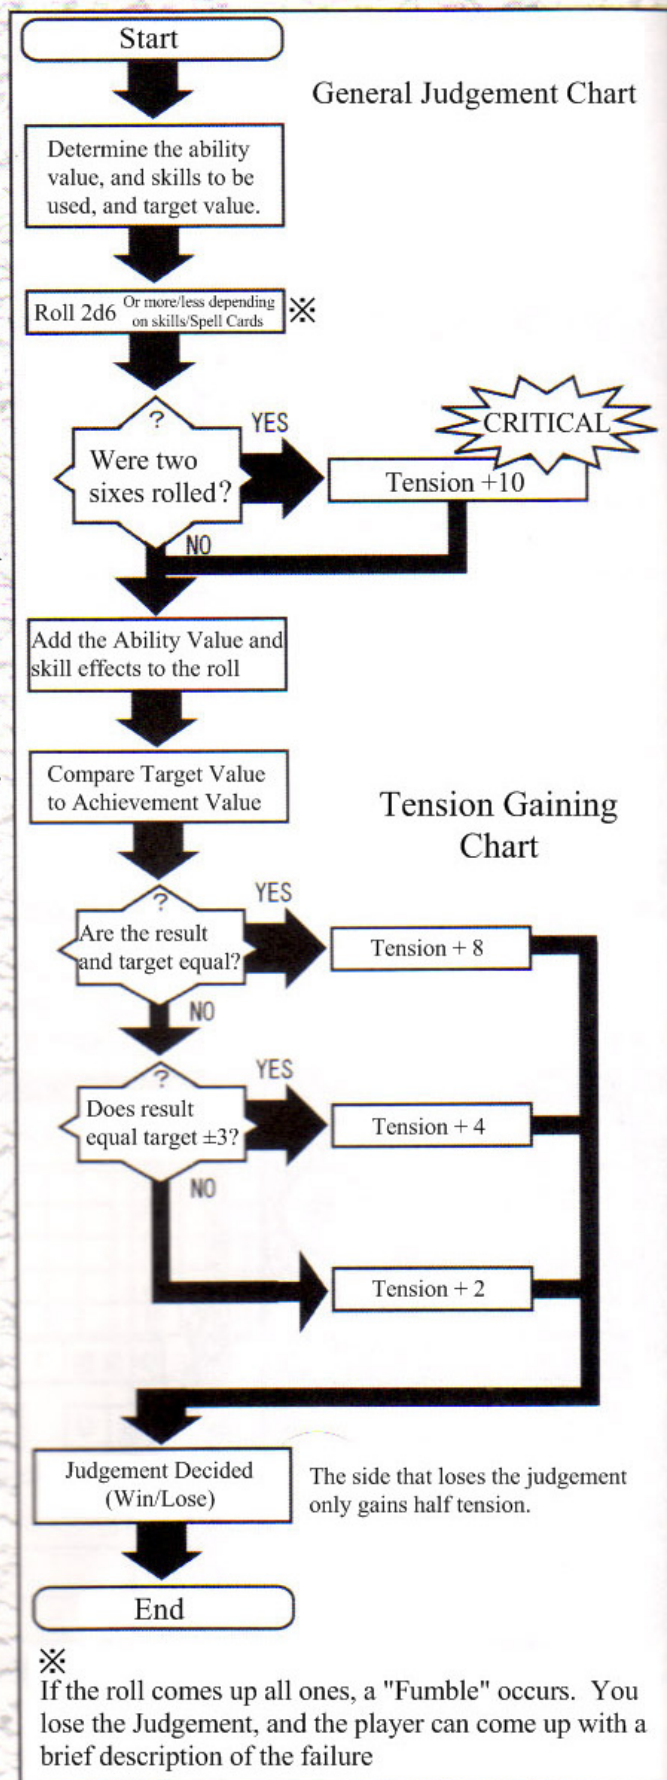 Start
General Judgement Chart
Determine the ability
value, and skills to be
used, and target value.
Roll 2d6 Or more/less depending
on skills/Spell Cards ※
?
Were two
sixes rolled?
YES
CRITICAL
Tension +10
NO
Add the Ability Value and
skill effects to the roll
Compare Target Value
to Achievement Value
Tension Gaining
Chart
?
Are the result
and target equal?
YES
Tension + 8
NO
?
Does result
equal target ±3?
YES
Tension + 4
NO
Tension + 2
Judgement Decided
(Win/Lose)
The side that loses the judgement
only gains half tension.
End
※
If the roll comes up all ones, a "Fumble" occurs. You
lose the Judgement, and the player can come up with a
brief description of the failure